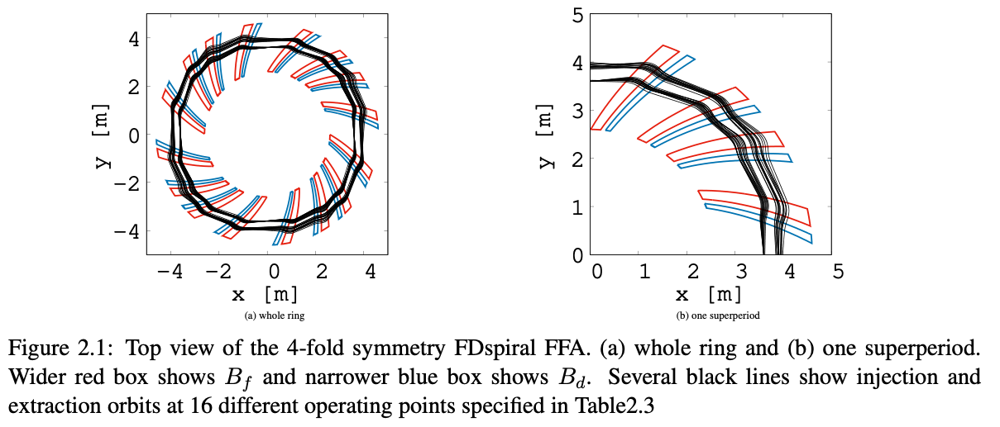 4
2
0
−2
−4
y [m]
−4 −2 0 2 4
x [m]
(a) whole ring
5
4
3
2
1
0
y [m]
0 1 2 3 4 5
x [m]
(b) one superperiod
Figure 2.1: Top view of the 4-fold symmetry FDspiral FFA. (a) whole ring and (b) one superperiod.
Wider red box shows B_f and narrower blue box shows B_d. Several black lines show injection and
extraction orbits at 16 different operating points specified in Table2.3